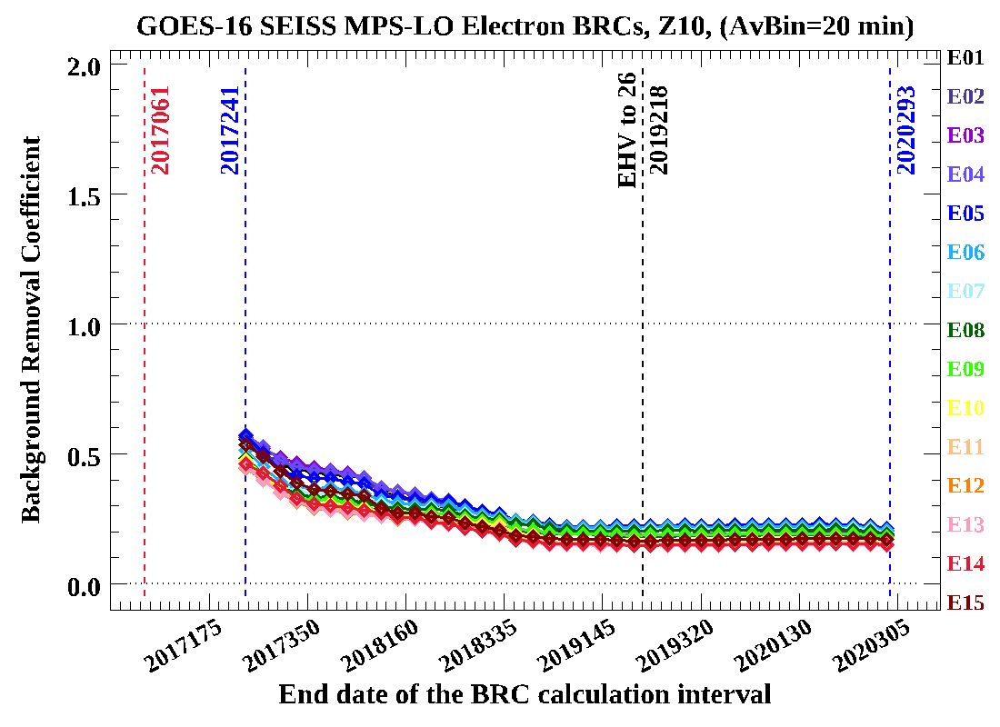 GOES-16 SEISS MPS-LO Electron BRCs, Z10, (AvBin=20 min)
2.0
1.5
1.0
0.5
0.0
Background Removal Coefficient
2017061
2017241
EHV to 26
2019218
2020293
E01
E02
E03
E04
E05
E06
E07
E08
E09
E10
E11
E12
E13
E14
E15
2017175
2017350
2018160
2018335
2019145
2019320
2020130
2020305
End date of the BRC calculation interval